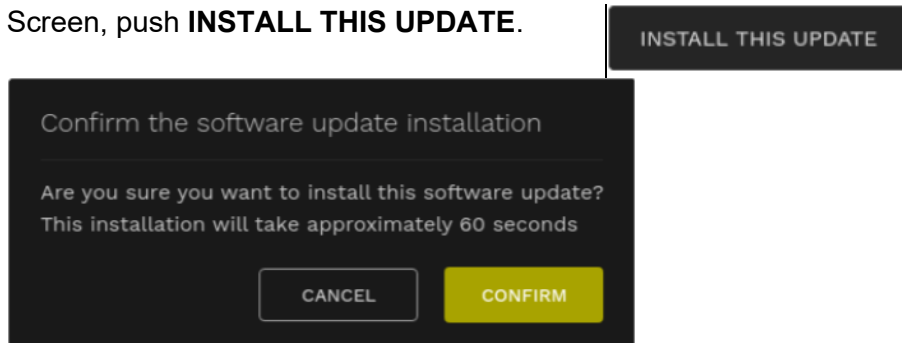 Screen, push INSTALL THIS UPDATE.
INSTALL THIS UPDATE
Confirm the software update installation
Are you sure you want to install this software update?
This installation will take approximately 60 seconds
CANCEL
CONFIRM